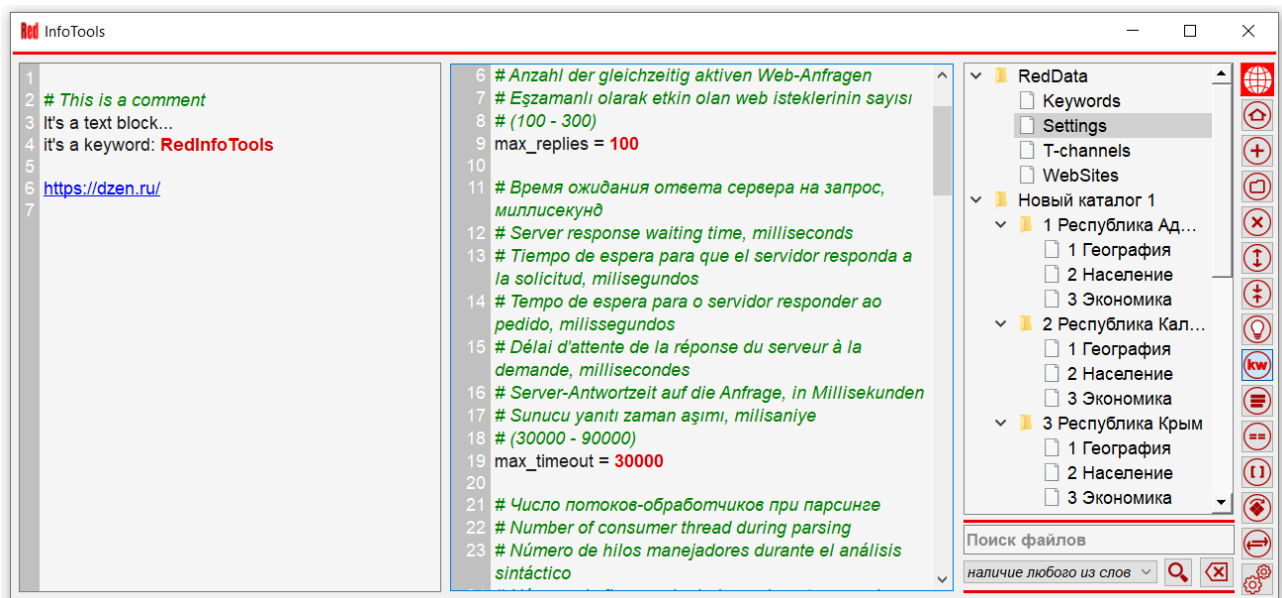 Red InfoTools
1
2 # This is a comment
3 It's a text block...
4 it's a keyword: RedInfoTools
5
6 https://dzen.ru/
7
6 # Anzahl der gleichzeitig aktiven Web-Anfragen
7 # Eşzamanlı olarak etkin olan web isteklerinin sayısı
8 # (100 - 300)
9 max_replies = 100
10
11 # Время ожидания ответа сервера на запрос,
миллисекунд
12 # Server response waiting time, milliseconds
13 # Tiempo de espera para que el servidor responda a
la solicitud, milisegundos
14 # Tempo de espera para o servidor responder ao
pedido, milissegundos
15 # Délai d'attente de la réponse du serveur à la
demande, millisecondes
16 # Server-Antwortzeit auf die Anfrage, in Millisekunden
17 # Sunucu yanıtı zaman aşımı, milisaniye
18 # (30000 - 90000)
19 max_timeout = 30000
20
21 # Число потоков-обработчиков при парсинге
22 # Number of consumer thread during parsing
23 # Número de hilos manejadores durante el análisis
sintáctico
RedData
Keywords
Settings
T-channels
WebSites
Новый каталог 1
1 Республика Ад...
1 География
2 Население
3 Экономика
2 Республика Кал...
1 География
2 Население
3 Экономика
3 Республика Крым
1 География
2 Население
3 Экономика
Поиск файлов
наличие любого из слов
kw
==
[ ]